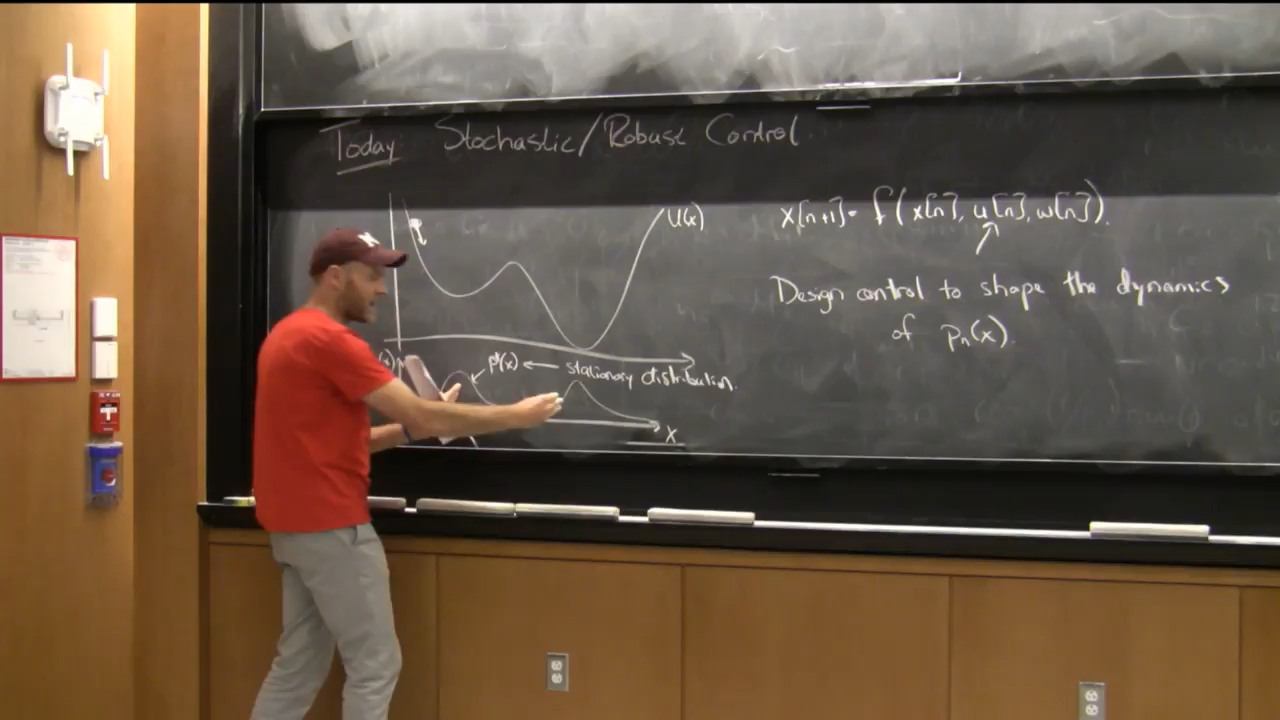 Today: Stochastic/Robust Control.
U(x)
x[n+1] = f(x[n], u[n], w[n]).
Design control to shape the dynamics
of pₙ(x).
(x)
p*(x) ← stationary distribution.
x